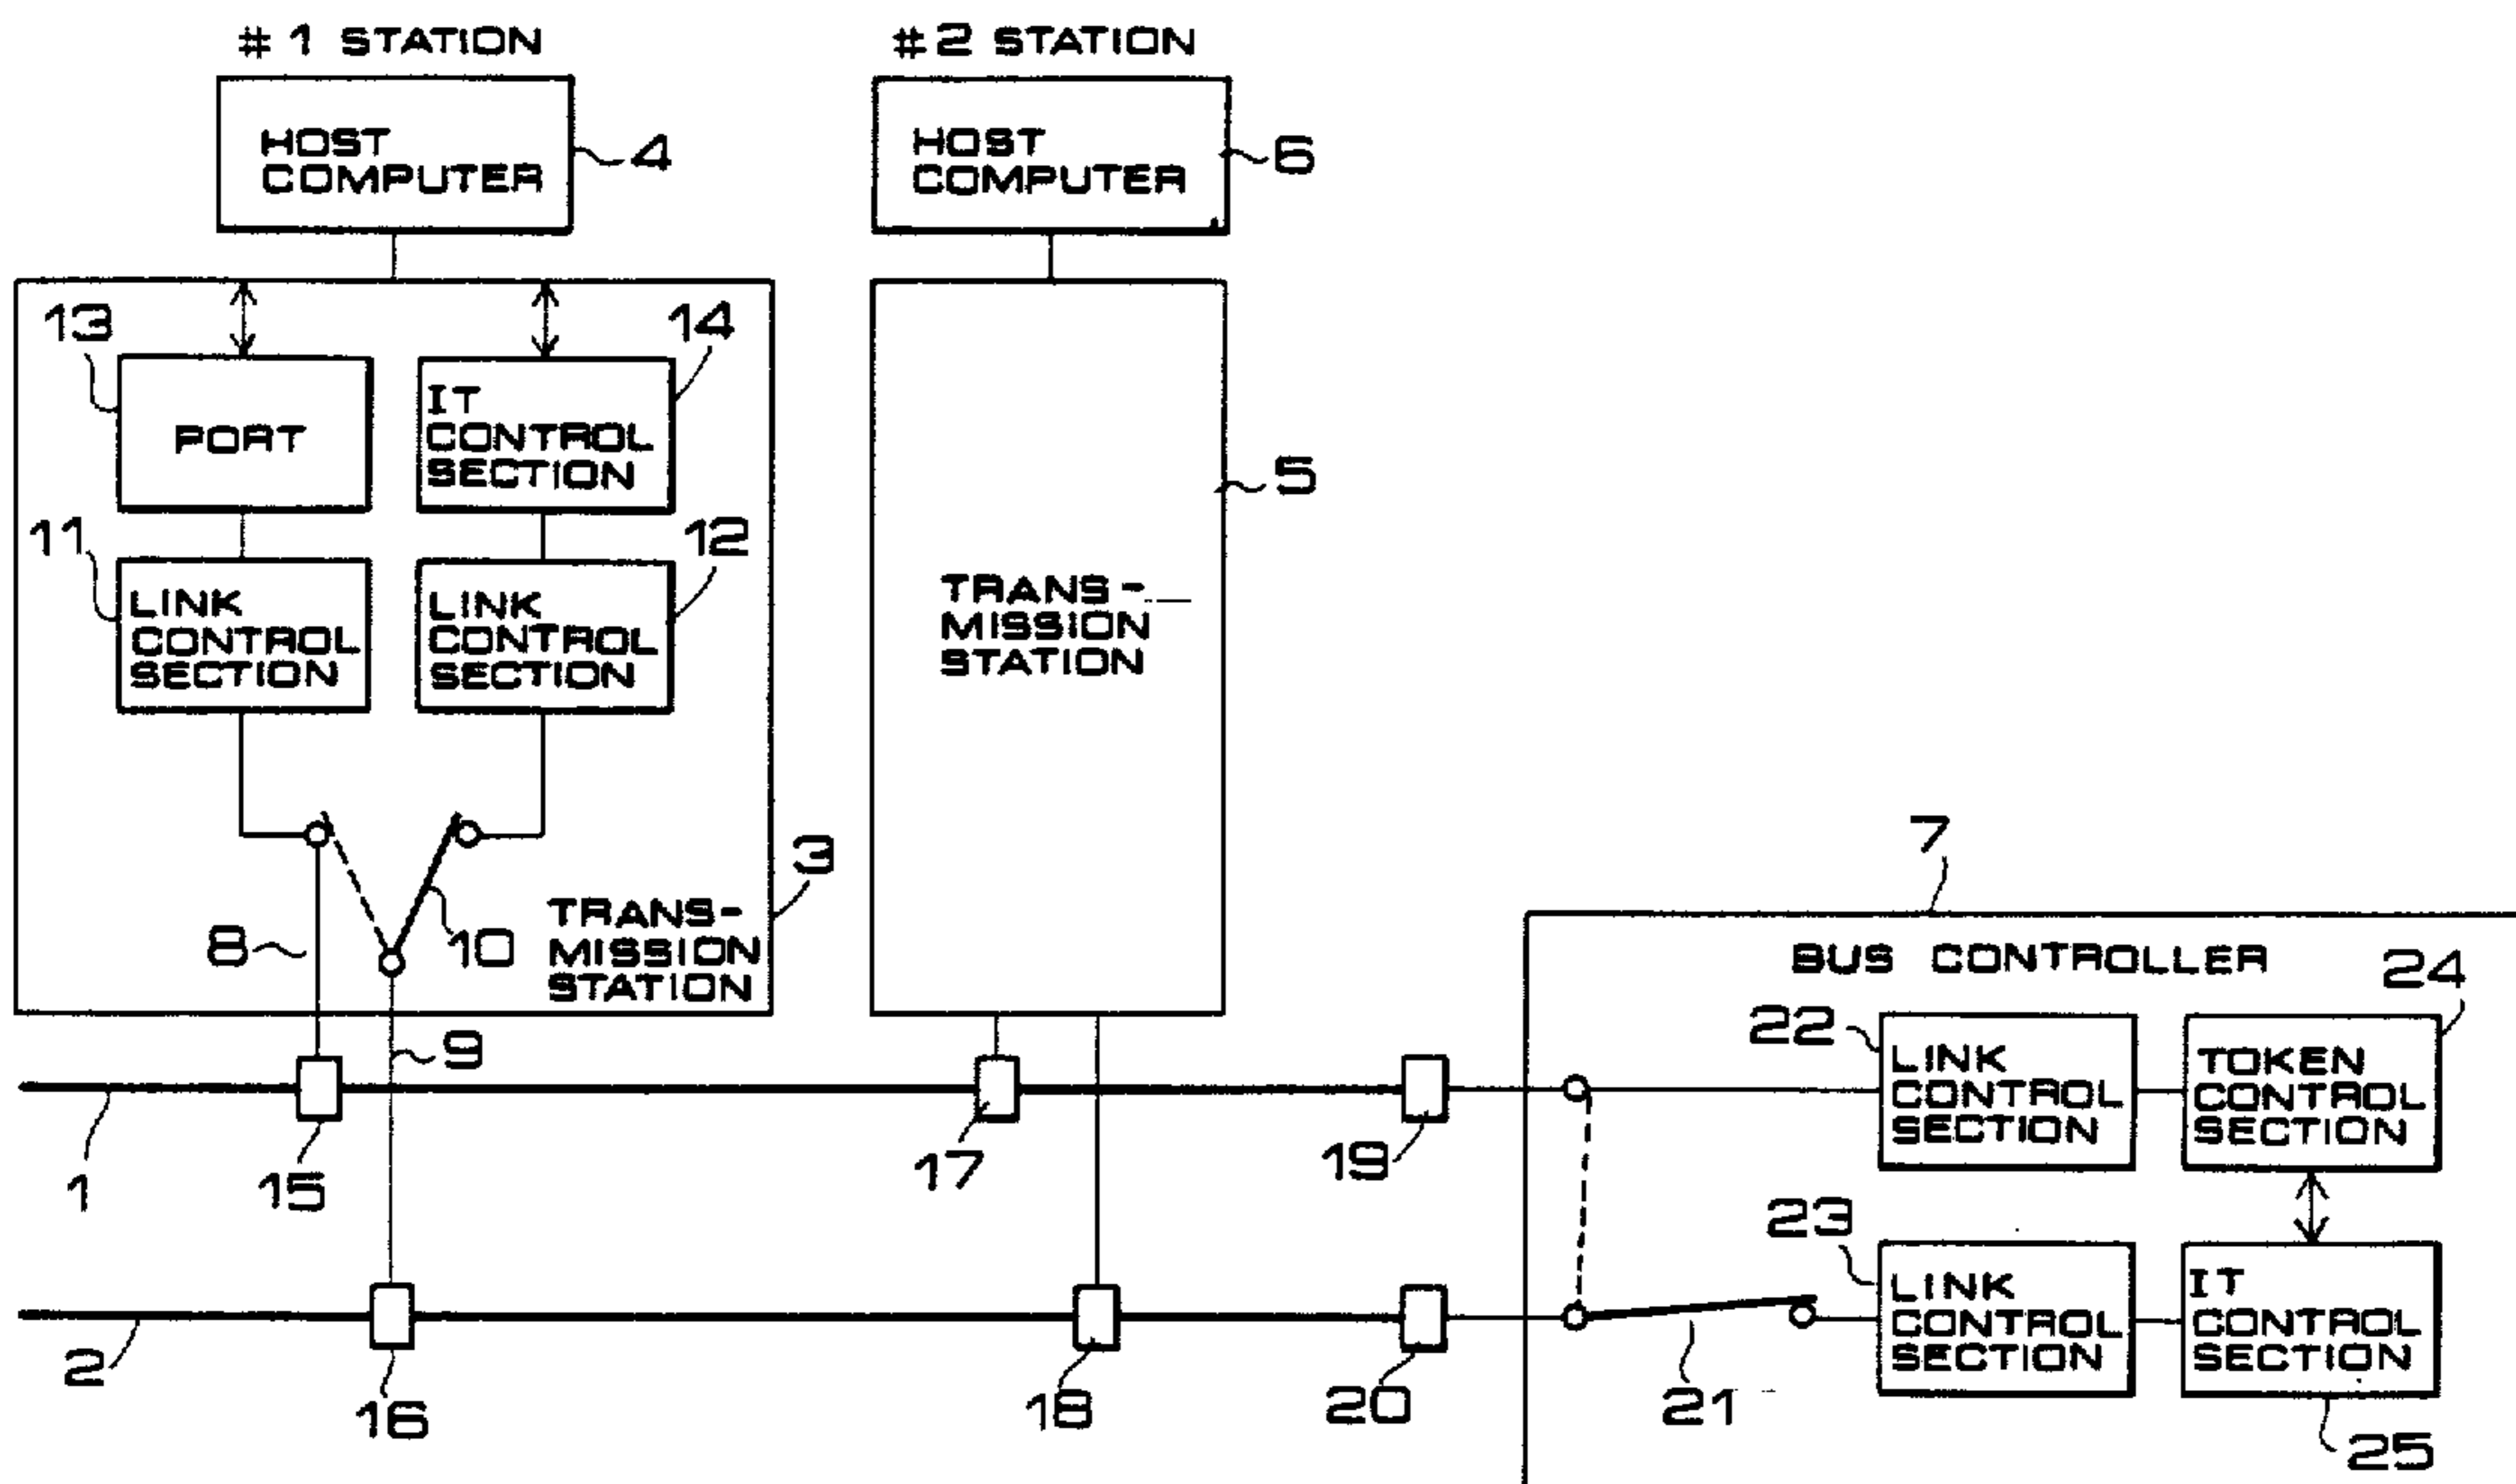 # 1 STATION
# 2 STATION
HOST
COMPUTER
4
HOST
COMPUTER
6
13
14
PORT
IT
CONTROL
SECTION
11
12
LINK
CONTROL
SECTION
LINK
CONTROL
SECTION
5
TRANS-
MISSION
STATION
3
8
10
TRANS-
MISSION
STATION
9
7
BUS CONTROLLER
24
22
LINK
CONTROL
SECTION
TOKEN
CONTROL
SECTION
1
15
17
19
23
LINK
CONTROL
SECTION
IT
CONTROL
SECTION
2
16
18
20
21
25